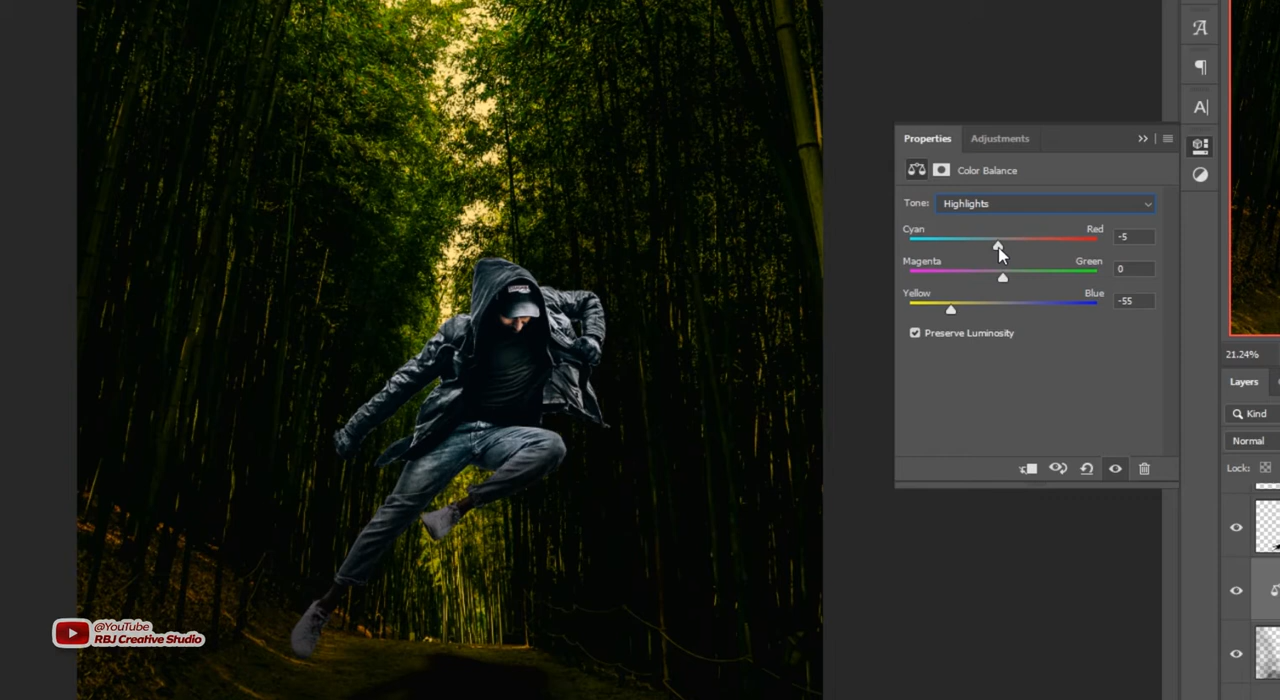 Properties
Adjustments
Color Balance
Tone: Highlights
Cyan Red -5
Magenta Green 0
Yellow Blue -55
Preserve Luminosity
21.24%
Layers
Kind
Normal
Lock:
@YouTube
RBJ Creative Studio